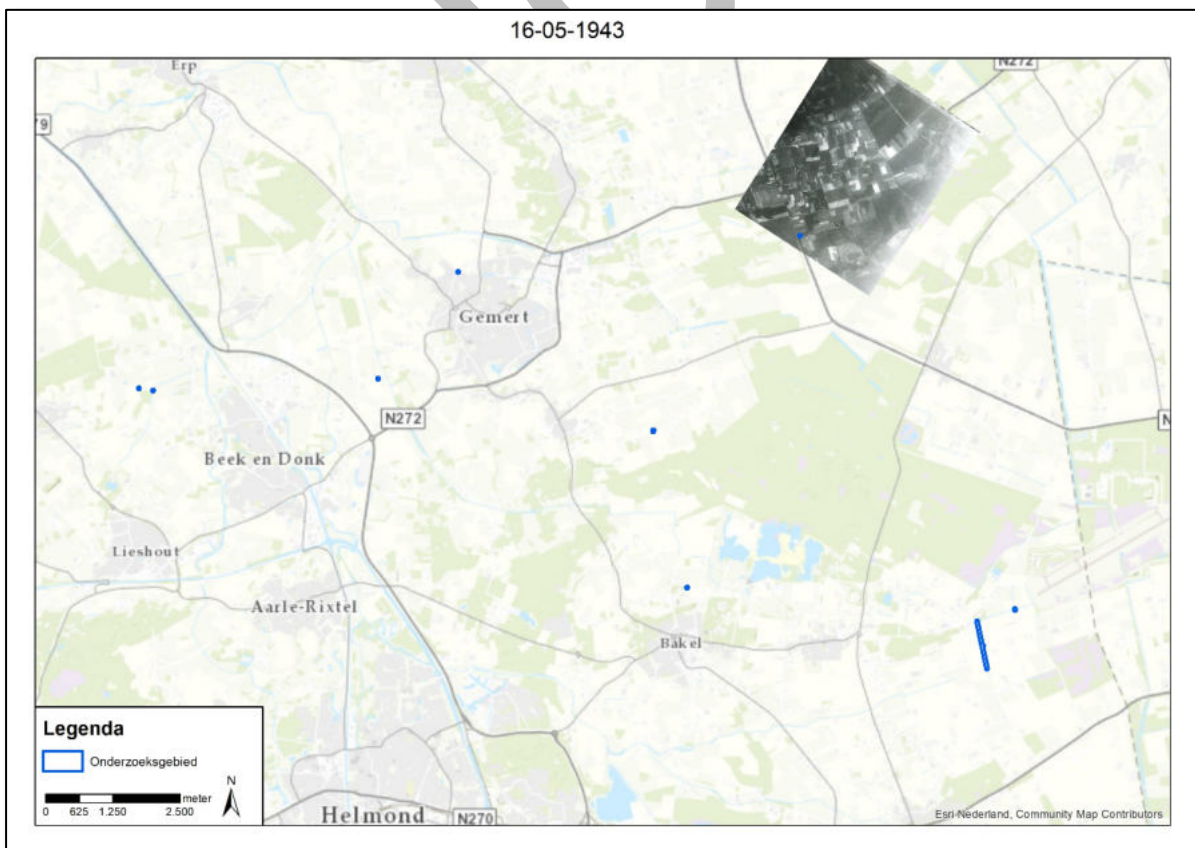 16-05-1943
Erp
N272
79
Gemert
N272
N
Beek en Donk
Lieshout
Aarle-Rixtel
Bakel
Legenda
Onderzoeksgebied
N
meter
0 625 1.250 2.500
Helmond
N270
Esri Nederland, Community Map Contributors